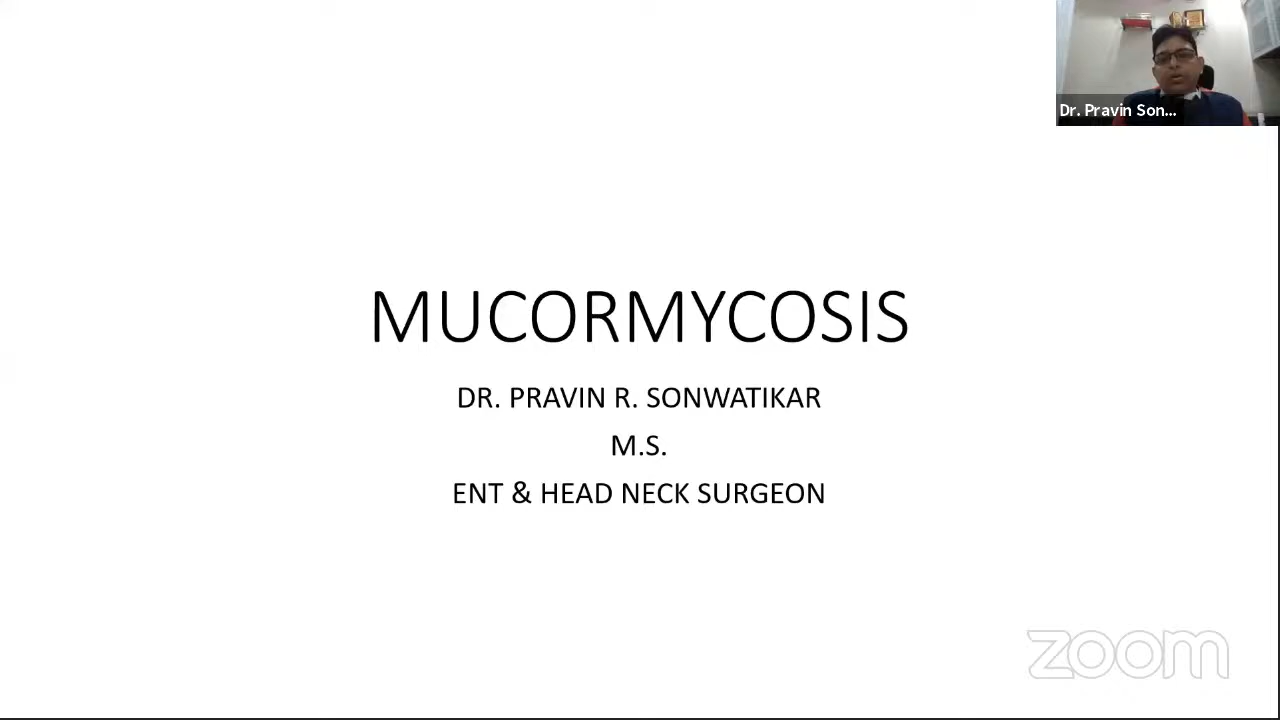 Dr. Pravin Son...
MUCORMYCOSIS
DR. PRAVIN R. SONWATIKAR
M.S.
ENT & HEAD NECK SURGEON
zoom